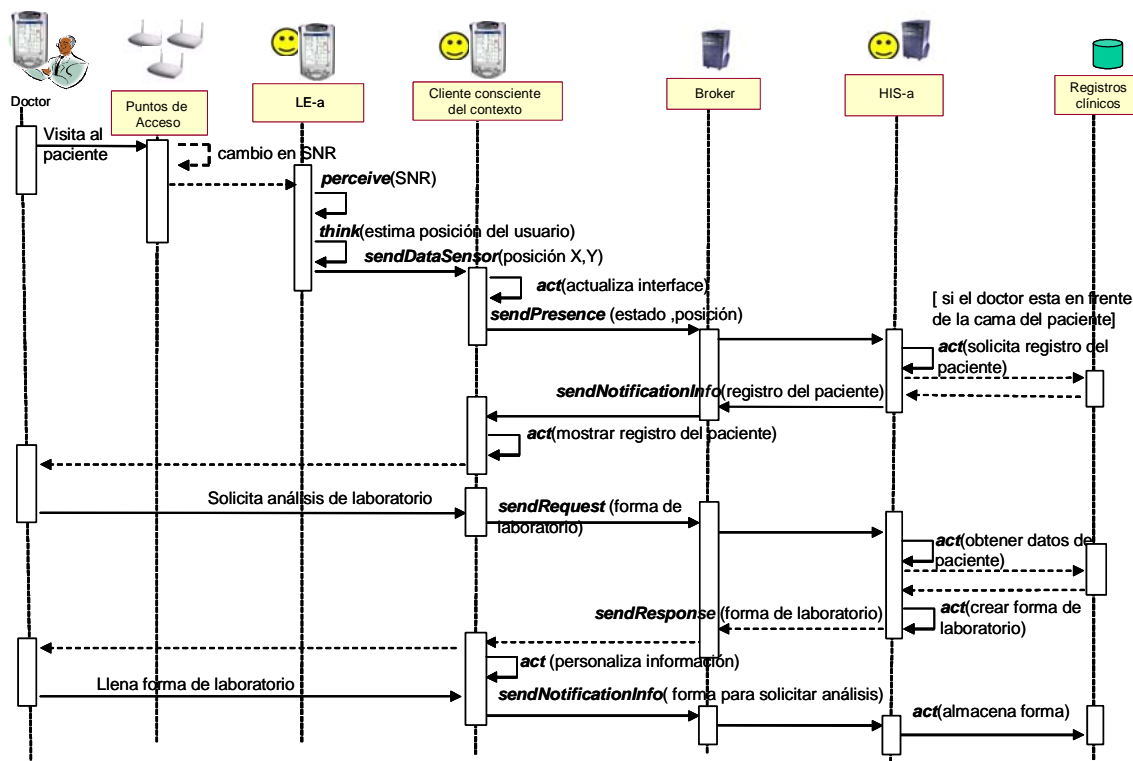 Doctor
Puntos de
Acceso
LE-a
Cliente consciente
del contexto
Broker
HIS-a
Registros
clínicos
Visita al
paciente
cambio en SNR
perceive(SNR)
think(estima posición del usuario)
sendDataSensor(posición X,Y)
act(actualiza interface)
sendPresence (estado ,posición)
[ si el doctor esta en frente
de la cama del paciente]
act(solicita registro del
paciente)
sendNotificationInfo(registro del paciente)
act(mostrar registro del paciente)
Solicita análisis de laboratorio
sendRequest (forma de
laboratorio)
act(obtener datos de
paciente)
sendResponse (forma de laboratorio)
act(crear forma de
laboratorio)
act (personaliza información)
Llena forma de laboratorio
sendNotificationInfo( forma para solicitar análisis)
act(almacena forma)